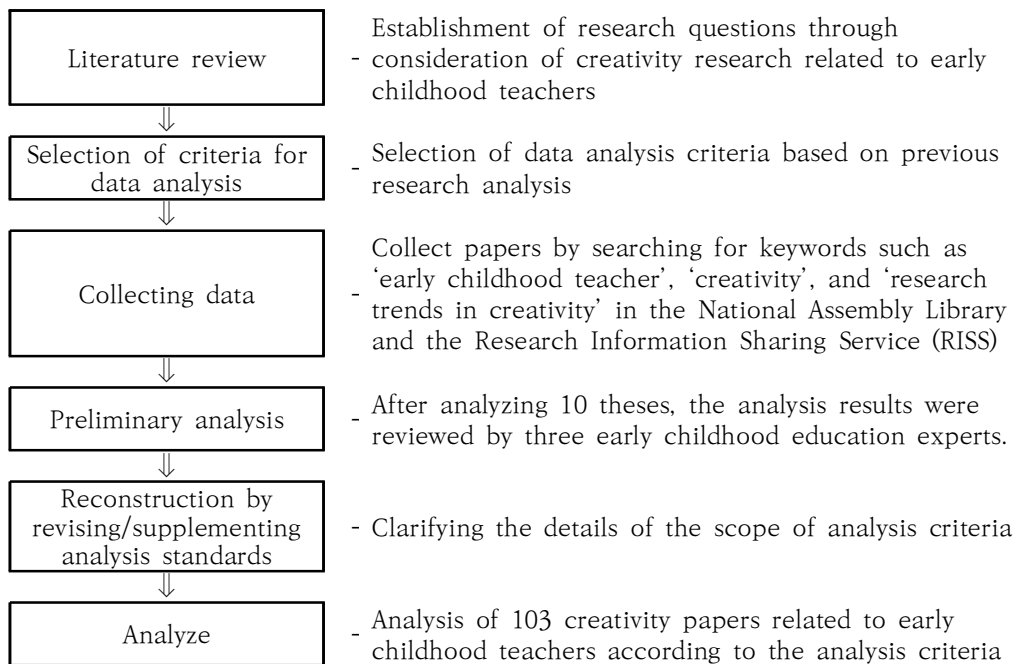 Literature review
Establishment of research questions through
- consideration of creativity research related to early
childhood teachers
⇓
Selection of criteria for
data analysis
- Selection of data analysis criteria based on previous
research analysis
⇓
Collecting data
Collect papers by searching for keywords such as
‘early childhood teacher’, ‘creativity’, and ‘research
- trends in creativity’ in the National Assembly Library
and the Research Information Sharing Service (RISS)
⇓
Preliminary analysis
- After analyzing 10 theses, the analysis results were
reviewed by three early childhood education experts.
⇓
Reconstruction by
revising/supplementing
analysis standards
- Clarifying the details of the scope of analysis criteria
⇓
Analyze
- Analysis of 103 creativity papers related to early
childhood teachers according to the analysis criteria